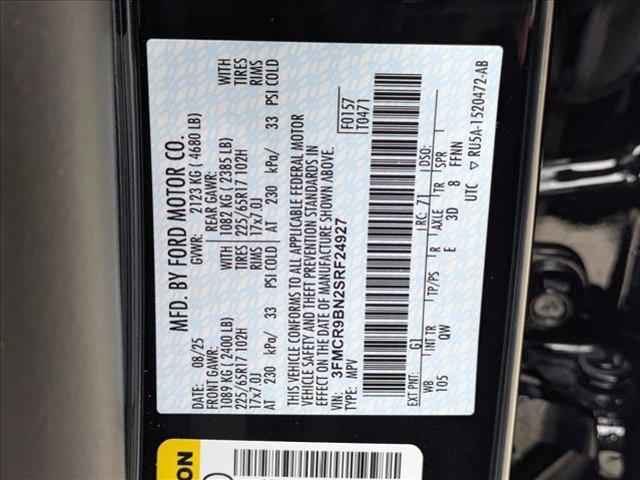 MFD. BY FORD MOTOR CO.
DATE: 08/25 GVWR: 2123 KG ( 4680 LB)
FRONT GAWR: REAR GAWR:
1089 KG ( 2400 LB) 1082 KG ( 2385 LB) TIRES
225/65R17 102H 225/65R17 102H RIMS
17x7.0J 17x7.0J
AT 230 kPa/ 33 PSI COLD AT 230 kPa/ 33 PSI COLD
TIRES
RIMS
THIS VEHICLE CONFORMS TO ALL APPLICABLE FEDERAL MOTOR
VEHICLE SAFETY AND THEFT PREVENTION STANDARDS IN
EFFECT ON THE DATE OF MANUFACTURE SHOWN ABOVE.
VIN: 3FMCR9BN2SRF24927
TYPE: MPV
F0157
T0471
EXT PNT: G1 RC: 71 DSO:
WB INT TR TP/PS R AXLE TR SPR
105 QW E 3D 8 FFNN
UTC ▽ RU5A-1520472-AB
ON